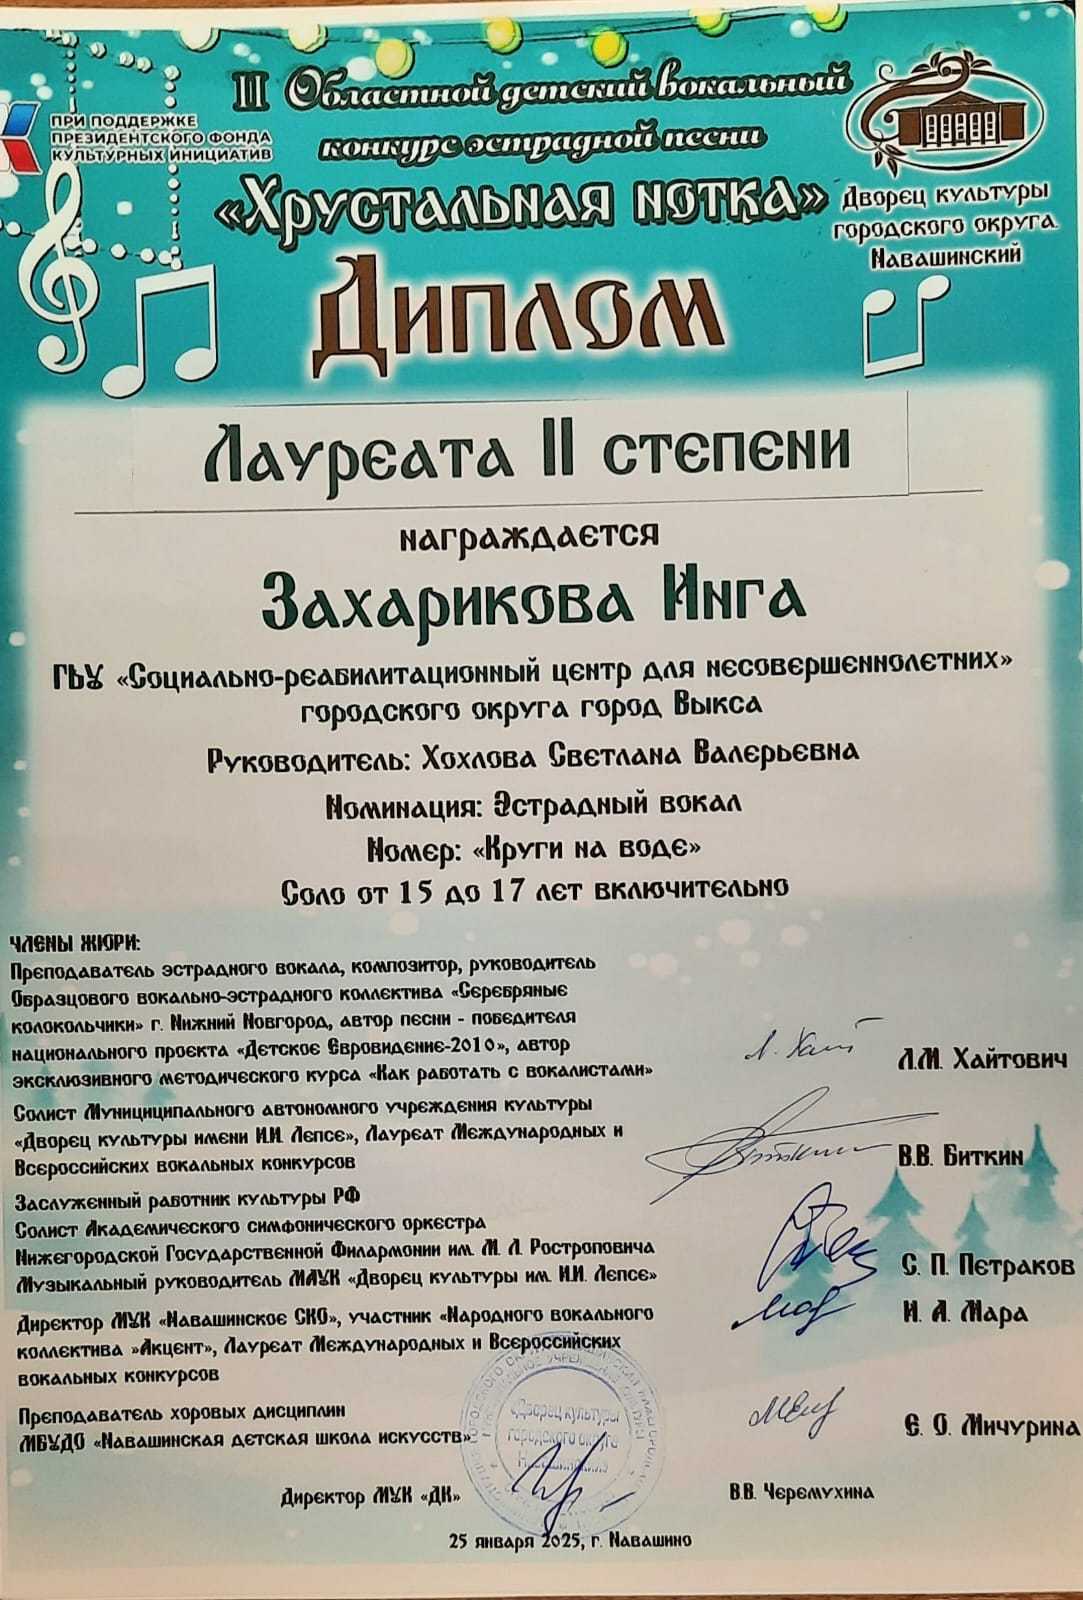 ПРИ ПОДДЕРЖКЕ
ПРЕЗИДЕНТСКОГО ФОНДА
КУЛЬТУРНЫХ ИНИЦИАТИВ
II Областной детский вокальный
конкурс эстрадной песни
«Хрустальная нотка»
Дворец культуры
городского округа
Навашинский
Диплом
Лауреата II степени
награждается
Захарикова Инга
ГБУ «Социально-реабилитационный центр для несовершеннолетних»
городского округа город Выкса
Руководитель: Хохлова Светлана Валерьевна
Номинация: Эстрадный вокал
Номер: «Круги на воде»
Соло от 15 до 17 лет включительно
ЧЛЕНЫ ЖЮРИ:
Преподаватель эстрадного вокала, композитор, руководитель
Образцового вокально-эстрадного коллектива «Серебряные
колокольчики» г. Нижний Новгород, автор песни - победителя
национального проекта «Детское Евровидение-2010», автор
эксклюзивного методического курса «Как работать с вокалистами»
Л.М. Хайтович
Солист Муниципального автономного учреждения культуры
«Дворец культуры имени И.И. Лепсе», Лауреат Международных и
Всероссийских вокальных конкурсов
В.В. Биткин
Заслуженный работник культуры РФ
Солист Академического симфонического оркестра
Нижегородской Государственной Филармонии им. М. Л. Ростроповича
Музыкальный руководитель МАУК «Дворец культуры им. И.И. Лепсе»
С. П. Петраков
Директор МУК «Навашинское СКО», участник «Народного вокального
коллектива »Акцент», Лауреат Международных и Всероссийских
вокальных конкурсов
И. А. Мара
Преподаватель хоровых дисциплин
МБУДО «Навашинская детская школа искусств»
Е. О. Мичурина
«Дворец культуры
городского округа
Директор МУК «ДК»
В.В. Черемухина
25 января 2025, г. Навашино